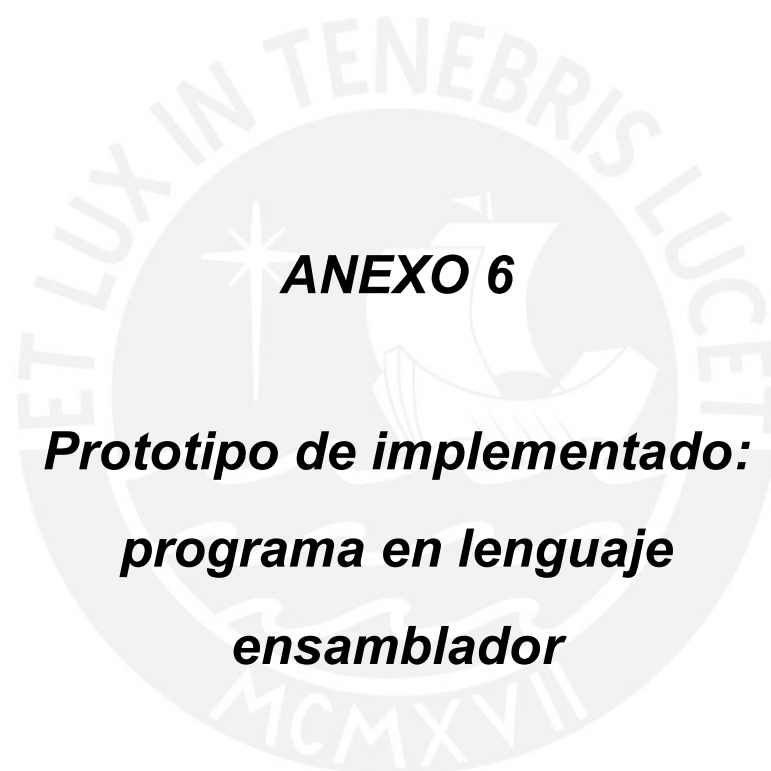 ET LUX IN TENEBRIS LUCET
ANEXO 6
Prototipo de implementado:
programa en lenguaje
ensamblador
MCMXVII